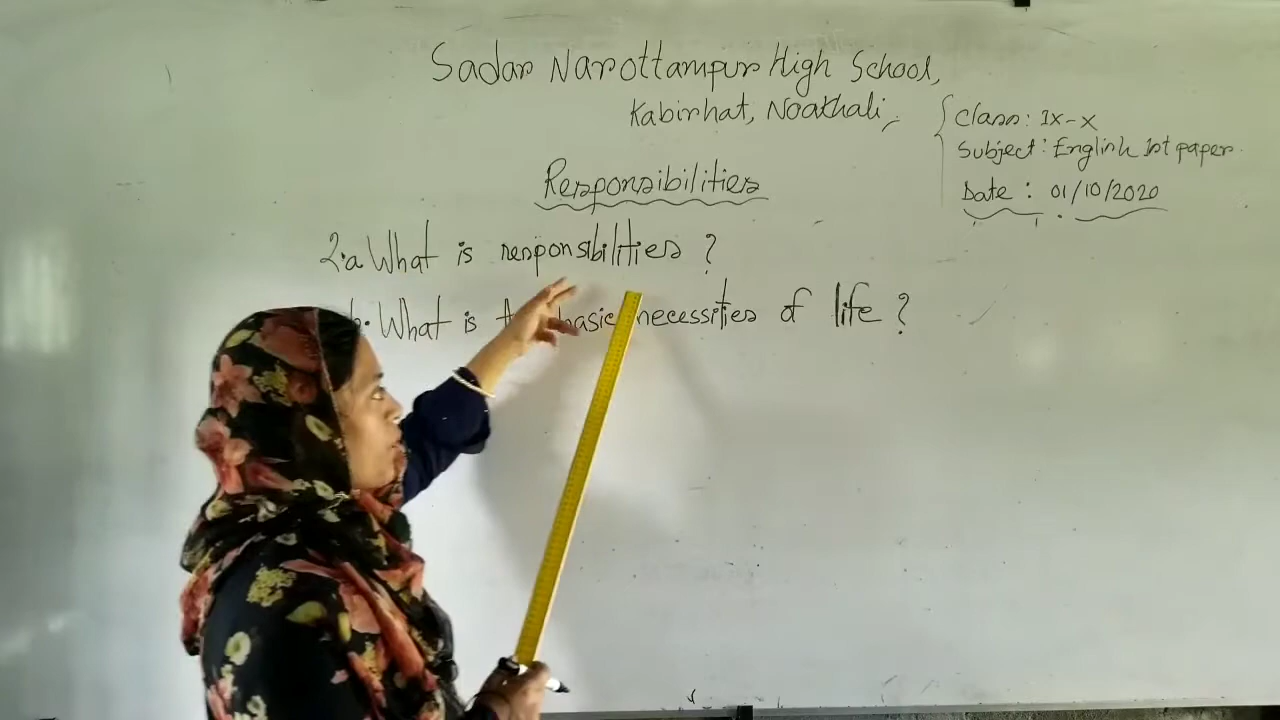 Sadar Narottampur High School,
Kabirhat, Noakhali,
Class: IX-X
Subject: English 1st paper.
Date: 01/10/2020
Responsibilities
2.a What is responsibilities?
b. What is basic necessities of life?